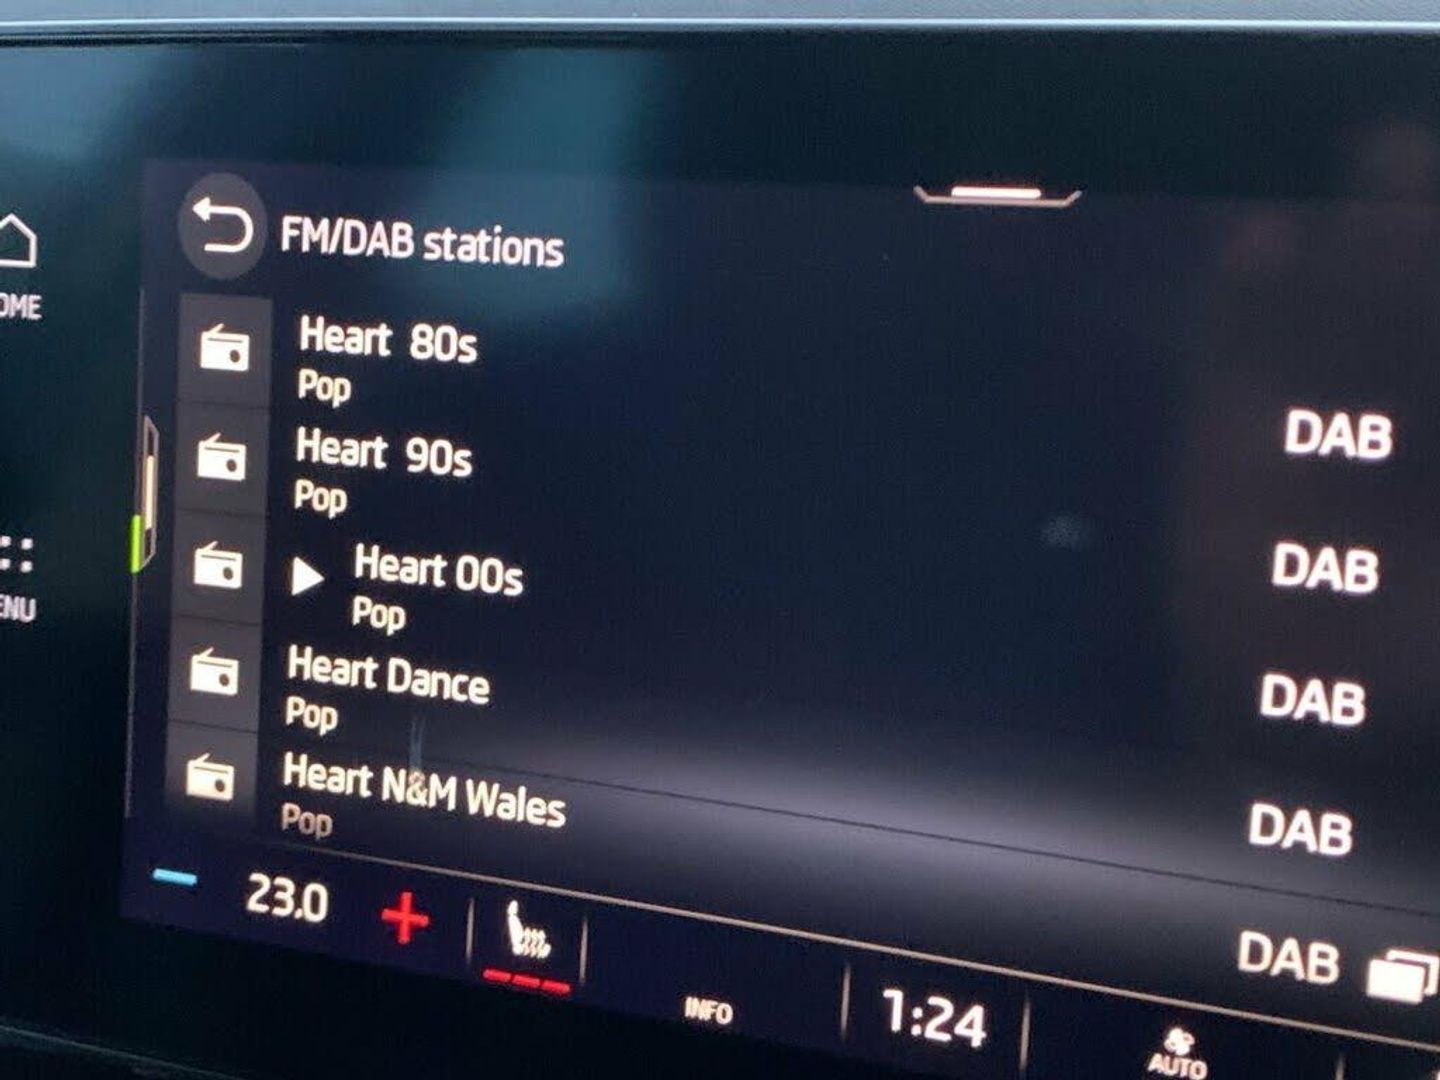 FM/DAB stations
Heart 80s
Pop
DAB
Heart 90s
Pop
DAB
Heart 00s
Pop
DAB
Heart Dance
Pop
DAB
Heart N&M Wales
Pop
DAB
23.0
INFO
1:24
AUTO